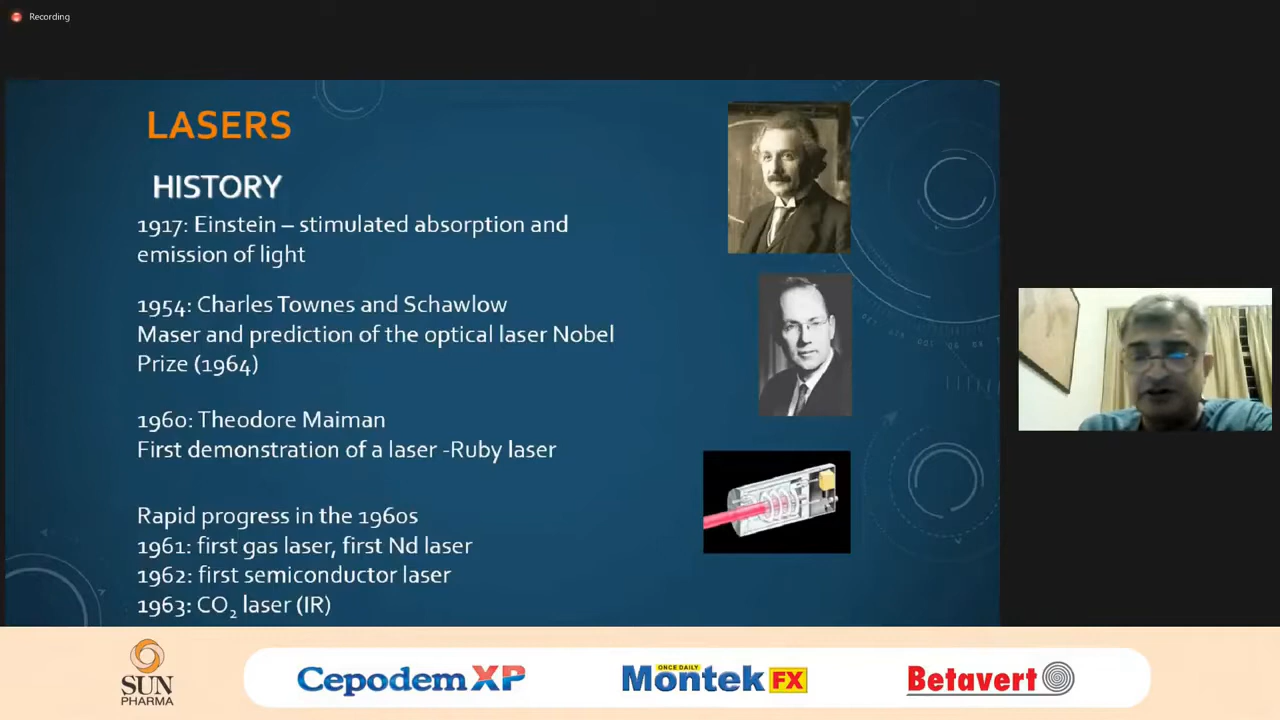 Recording
LASERS
HISTORY
1917: Einstein – stimulated absorption and
emission of light
1954: Charles Townes and Schawlow
Maser and prediction of the optical laser Nobel
Prize (1964)
1960: Theodore Maiman
First demonstration of a laser -Ruby laser
Rapid progress in the 1960s
1961: first gas laser, first Nd laser
1962: first semiconductor laser
1963: CO₂ laser (IR)
SUN
PHARMA
Cepodem XP
ONCE DAILY
Montek FX
Betavert